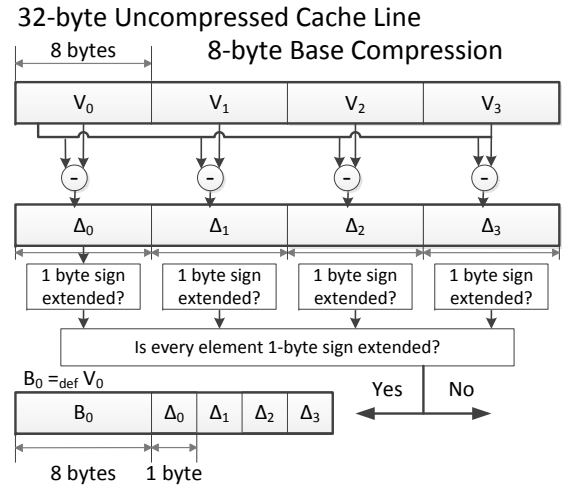 32-byte Uncompressed Cache Line
8 bytes
8-byte Base Compression
V₀ V₁ V₂ V₃
- - - -
Δ₀ Δ₁ Δ₂ Δ₃
1 byte sign extended?
1 byte sign extended?
1 byte sign extended?
1 byte sign extended?
Is every element 1-byte sign extended?
B₀ =def V₀
Yes No
B₀ Δ₀ Δ₁ Δ₂ Δ₃
8 bytes 1 byte